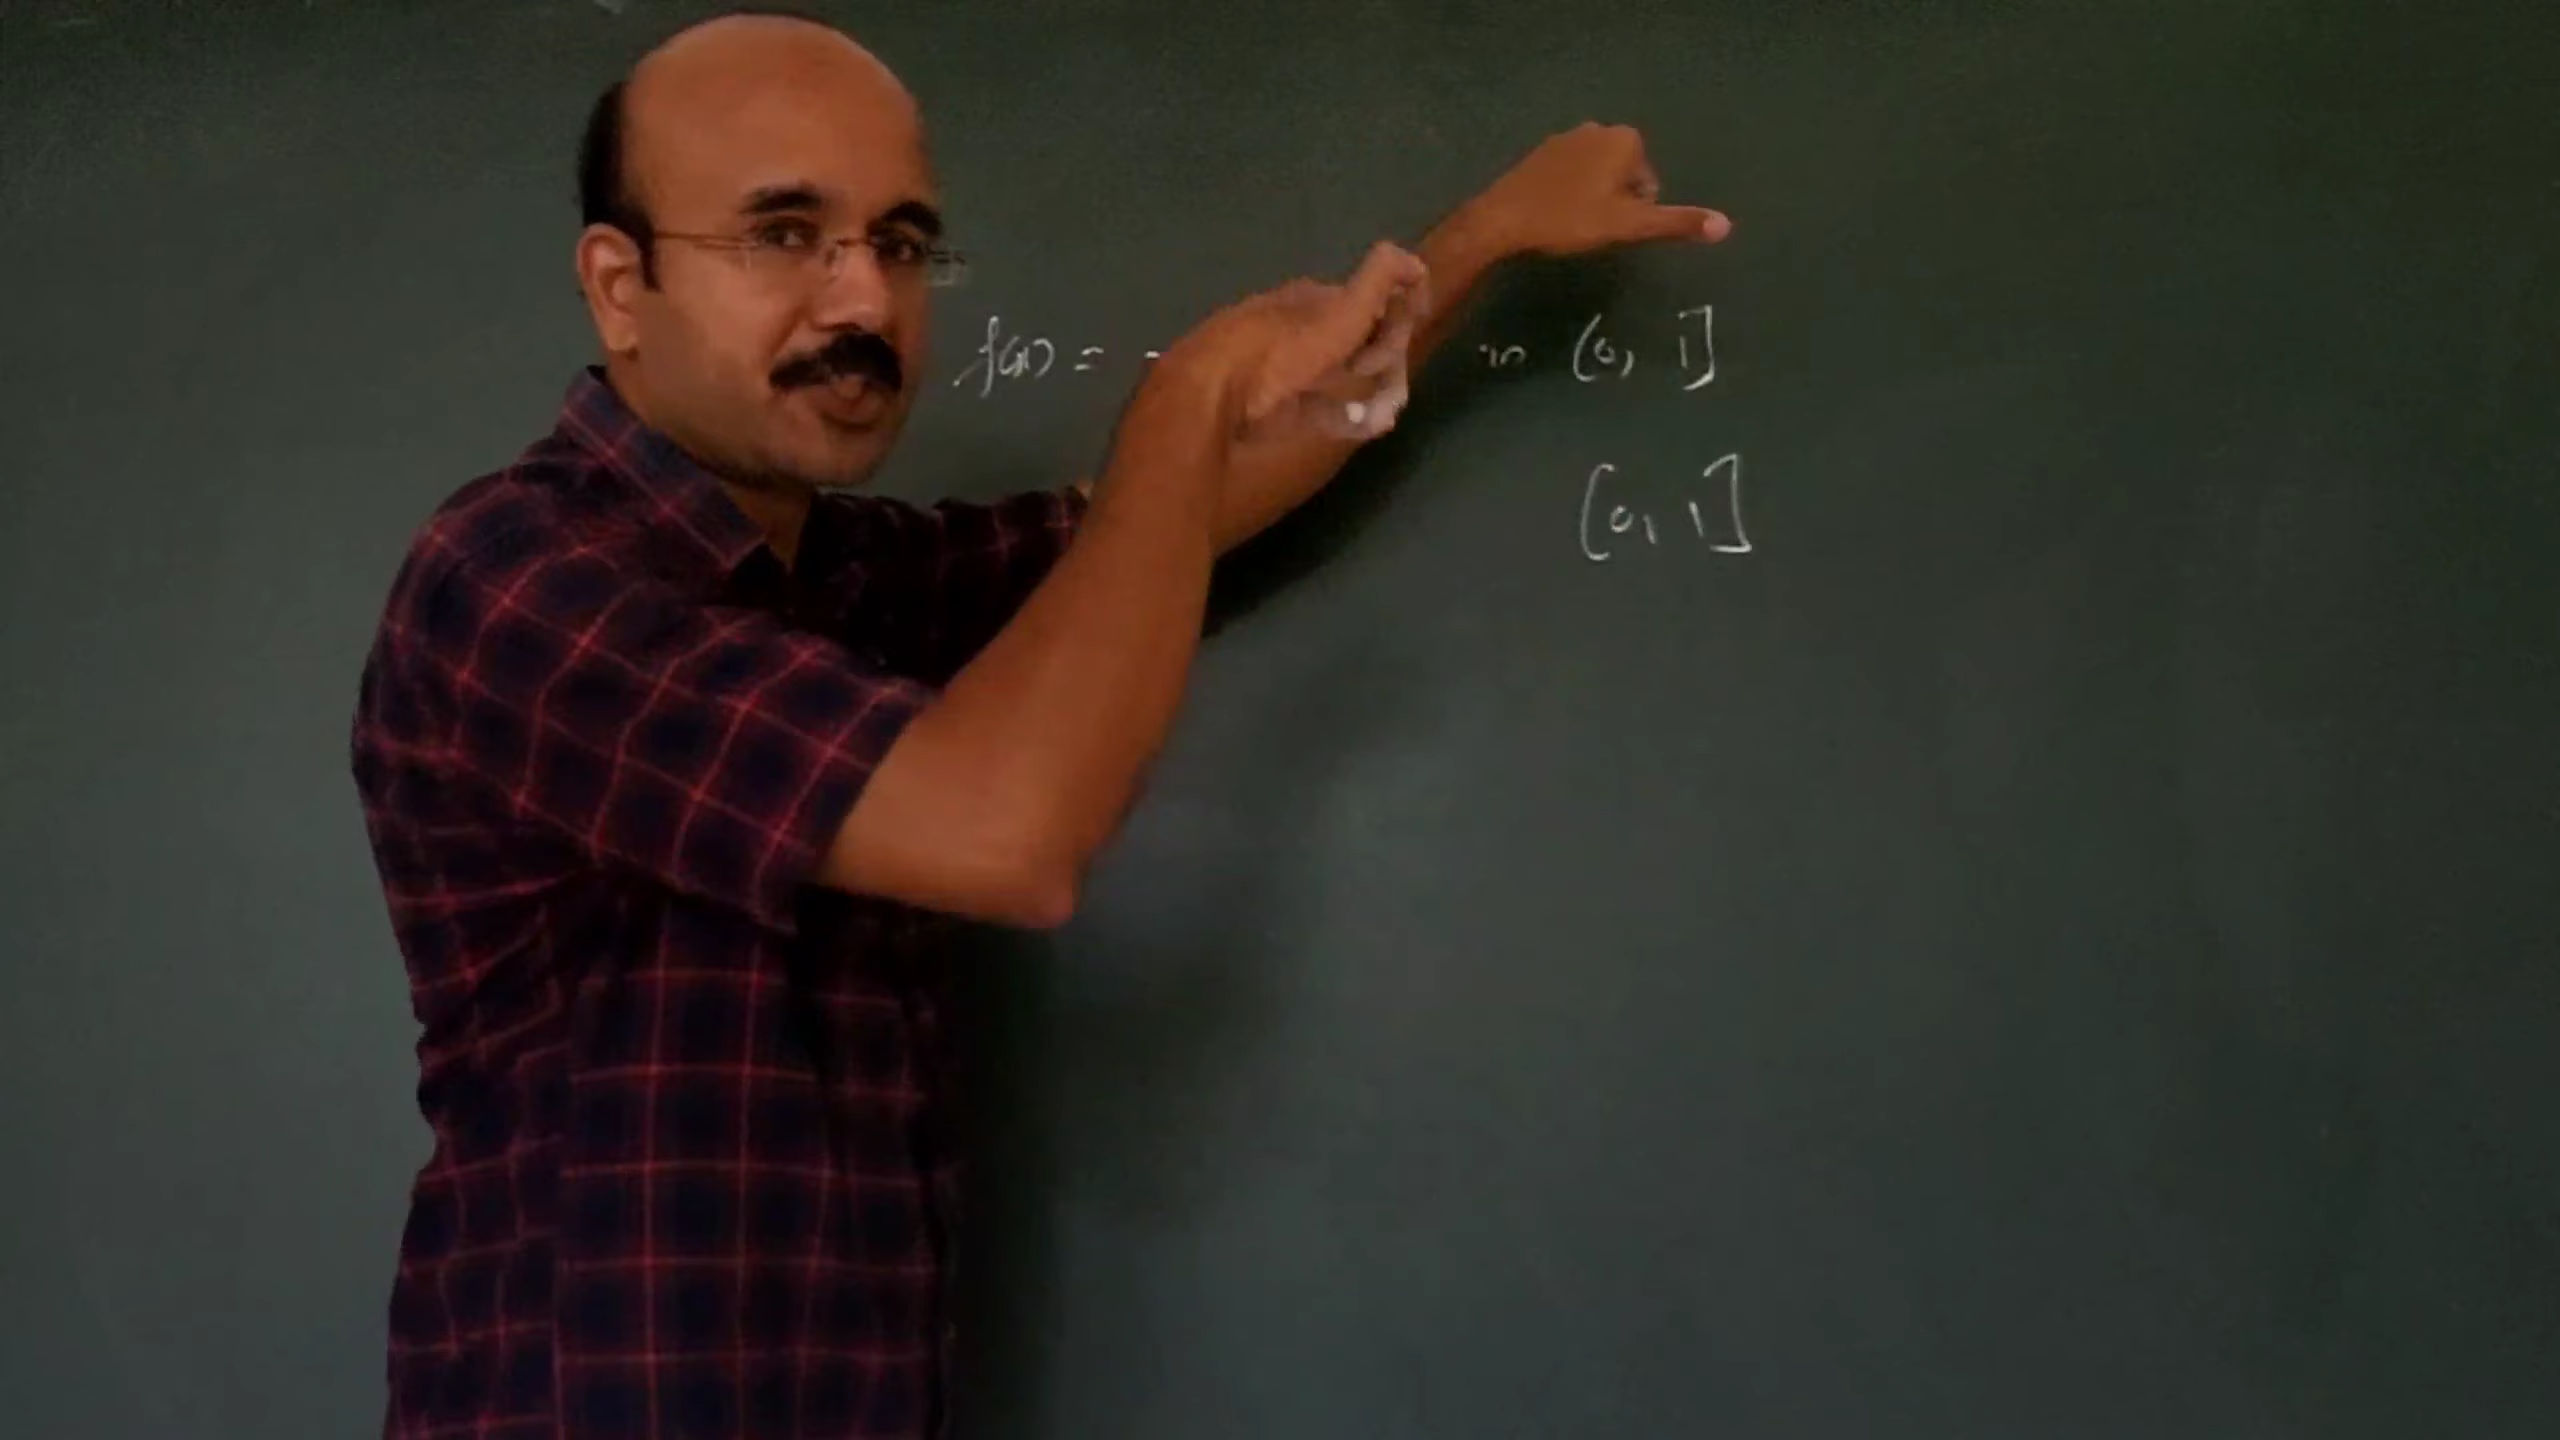 f(x) = in (0, 1]
[0, 1]